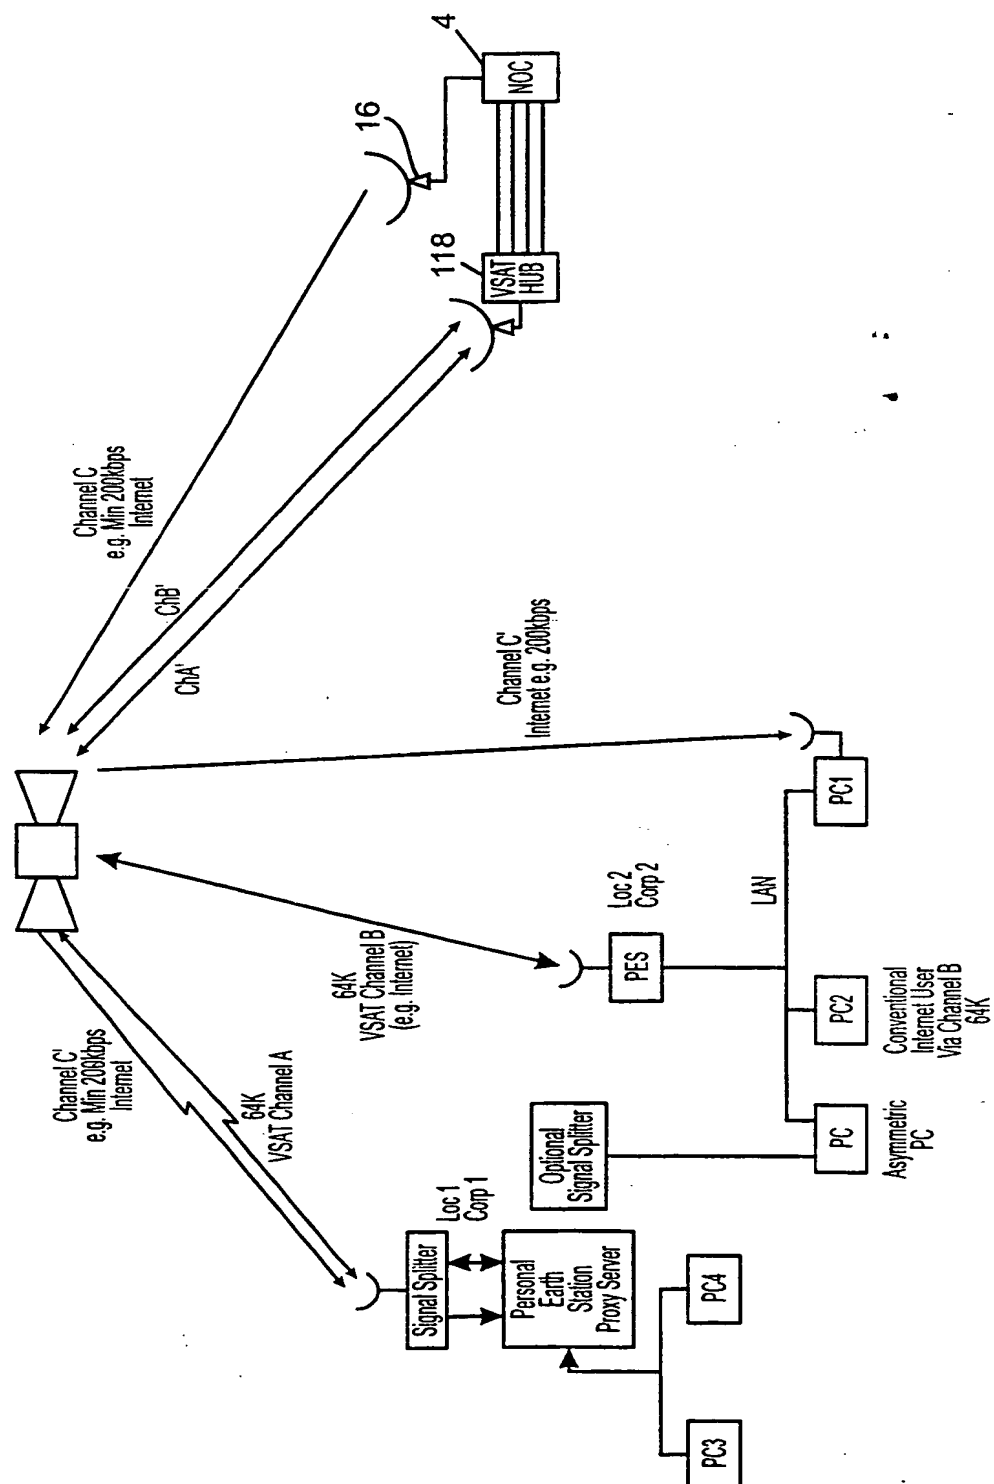 Channel C'
e.g. Min 200kbps
Internet
64K
VSAT Channel A
Channel C
e.g. Min 200kbps
Internet
ChB'
ChA'
16
4
NOC
118
VSAT
HUB
Channel C'
Internet e.g. 200kbps
64K
VSAT Channel B
(e.g. Internet)
Signal Splitter
Loc 1
Corp 1
Personal
Earth
Station
Proxy Server
PC3
PC4
Optional
Signal Splitter
Loc 2
Corp 2
PES
LAN
PC
Asymmetric
PC
PC2
Conventional
Internet User
Via Channel B
64K
PC1